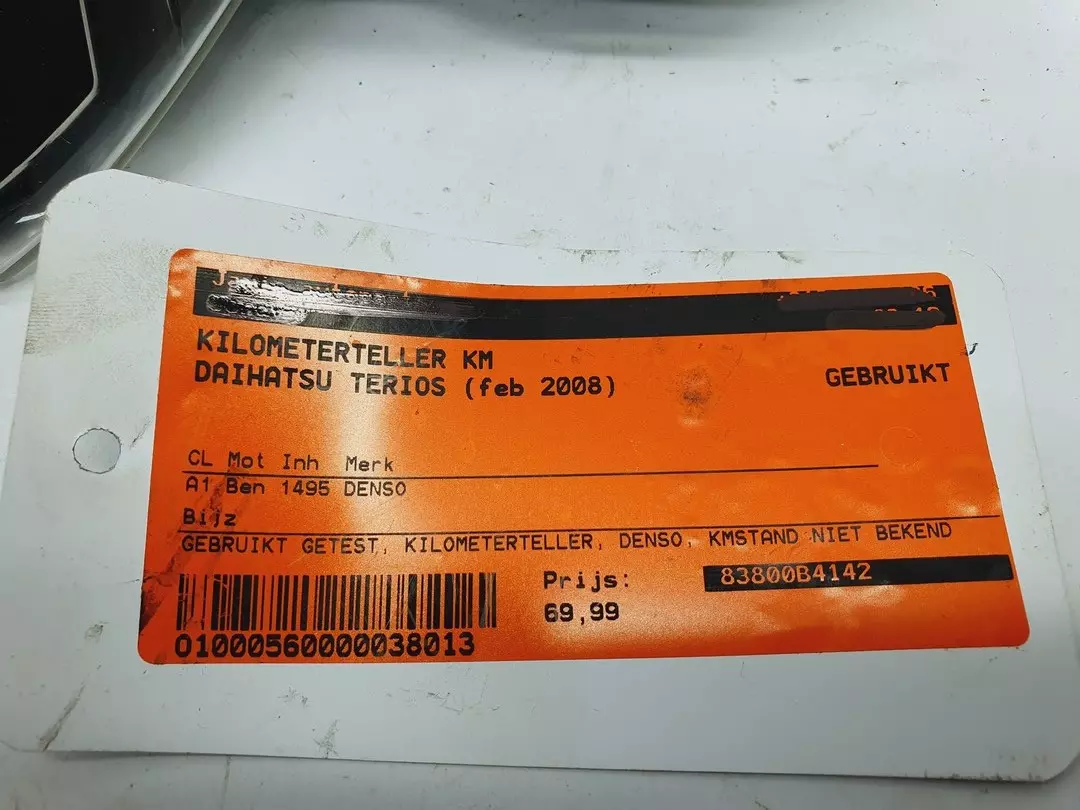 KILOMETERTELLER KM
DAIHATSU TERIOS (feb 2008)
GEBRUIKT
CL Mot Inh Merk
A1 Ben 1495 DENSO
Bijz
GEBRUIKT GETEST, KILOMETERTELLER, DENSO, KMSTAND NIET BEKEND
Prijs:
69,99
83800B4142
01000560000038013